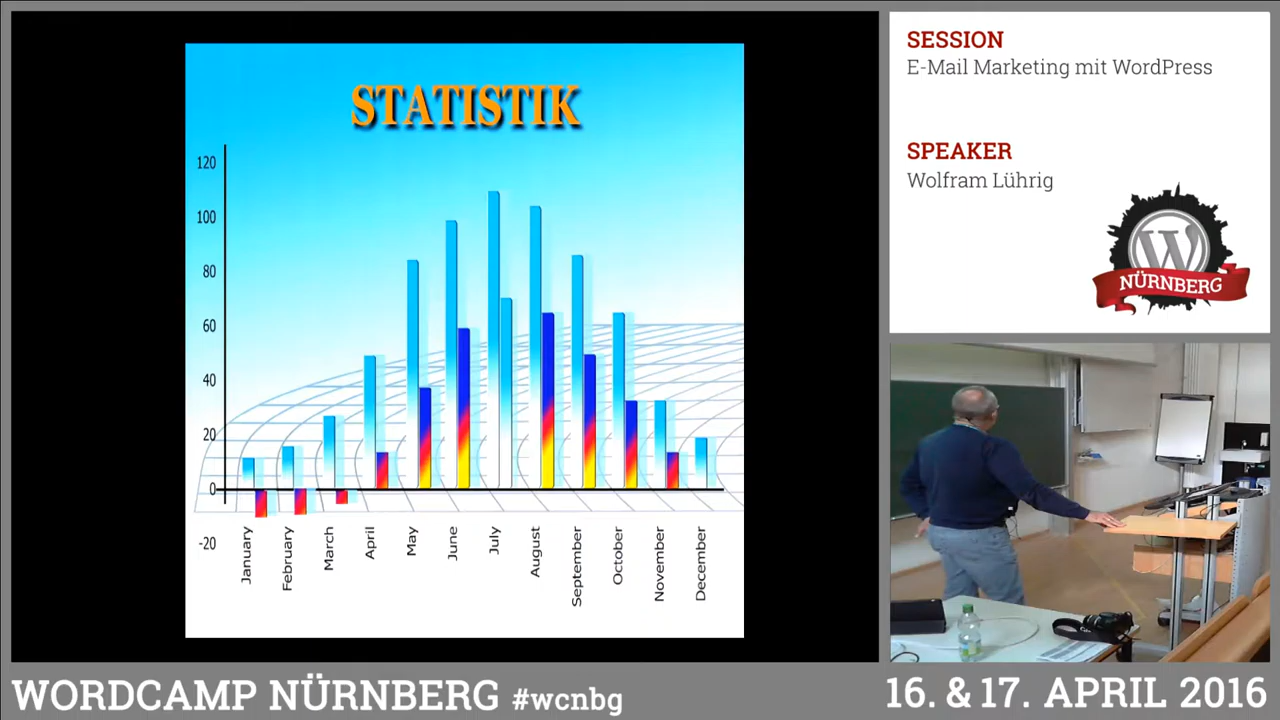 STATISTIK
120
100
80
60
40
20
0
-20
January
February
March
April
May
June
July
August
September
October
November
December
SESSION
E-Mail Marketing mit WordPress
SPEAKER
Wolfram Lührig
W
NÜRNBERG
WORDCAMP NÜRNBERG #wcnbg
16. & 17. APRIL 2016